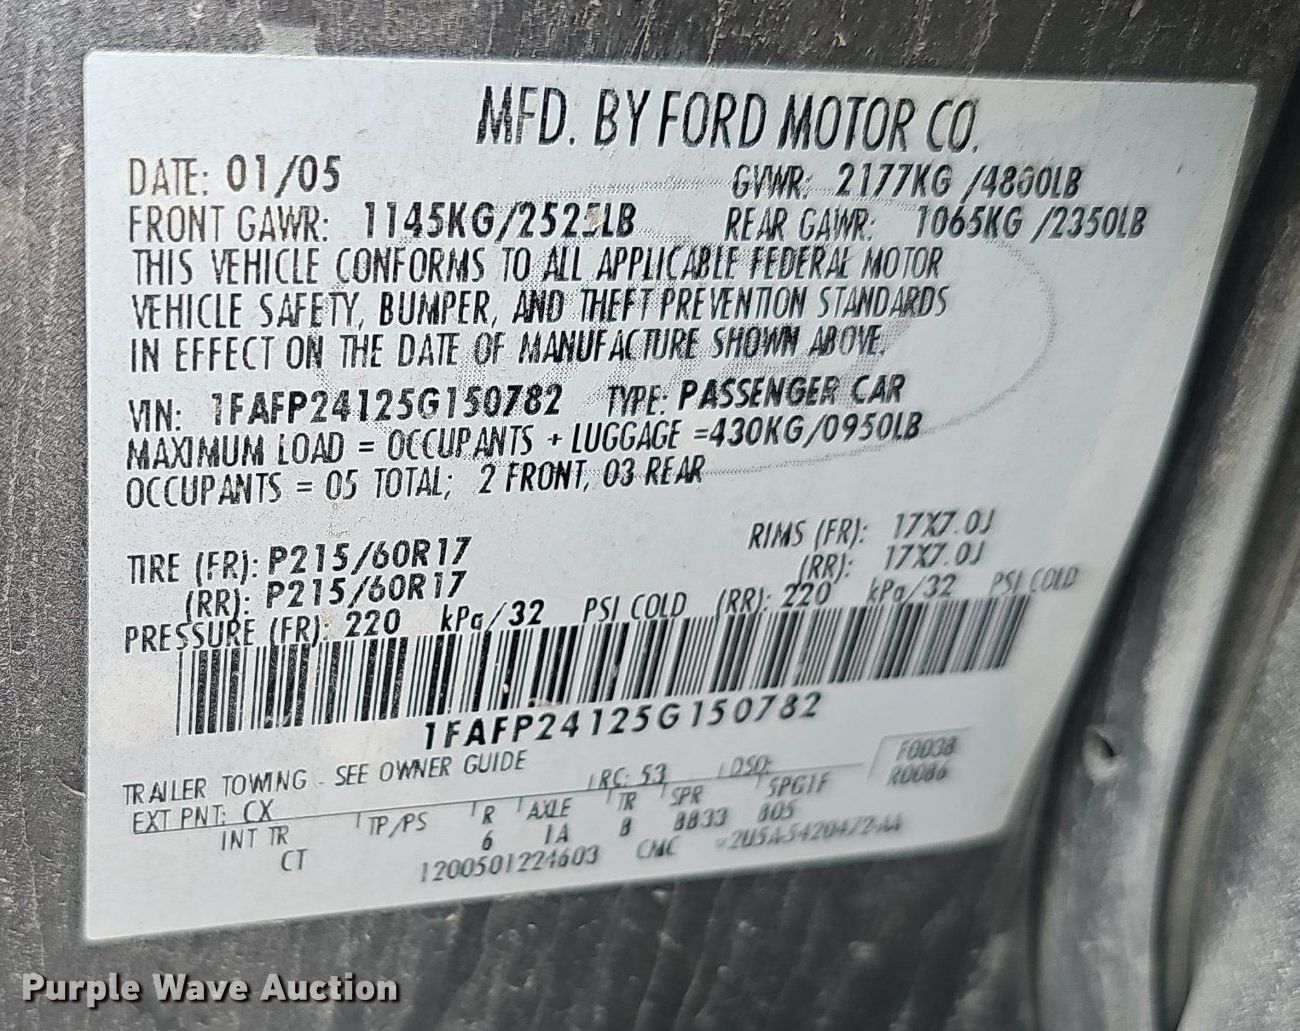 MFD. BY FORD MOTOR CO.
DATE: 01/05 GVWR: 2177KG /4800LB
FRONT GAWR: 1145KG/2525LB REAR GAWR: 1065KG /2350LB
THIS VEHICLE CONFORMS TO ALL APPLICABLE FEDERAL MOTOR
VEHICLE SAFETY, BUMPER, AND THEFT PREVENTION STANDARDS
IN EFFECT ON THE DATE OF MANUFACTURE SHOWN ABOVE.
VIN: 1FAFP24125G150782 TYPE: PASSENGER CAR
MAXIMUM LOAD = OCCUPANTS + LUGGAGE =430KG/0950LB
OCCUPANTS = 05 TOTAL; 2 FRONT, 03 REAR
TIRE (FR): P215/60R17 RIMS (FR): 17X7.0J
(RR): P215/60R17 (RR): 17X7.0J
PRESSURE (FR): 220 kPa/32 PSI COLD (RR): 220 kPa/32 PSI COLD
1FAFP24125G150782
TRAILER TOWING - SEE OWNER GUIDE
EXT PNT: CX RC: 53 DSO: F0038
R0086
INT TR TP/PS R AXLE TR SPR SPG1F
CT 6 1A B 8833 805
1200501224603 CMC
Purple Wave Auction